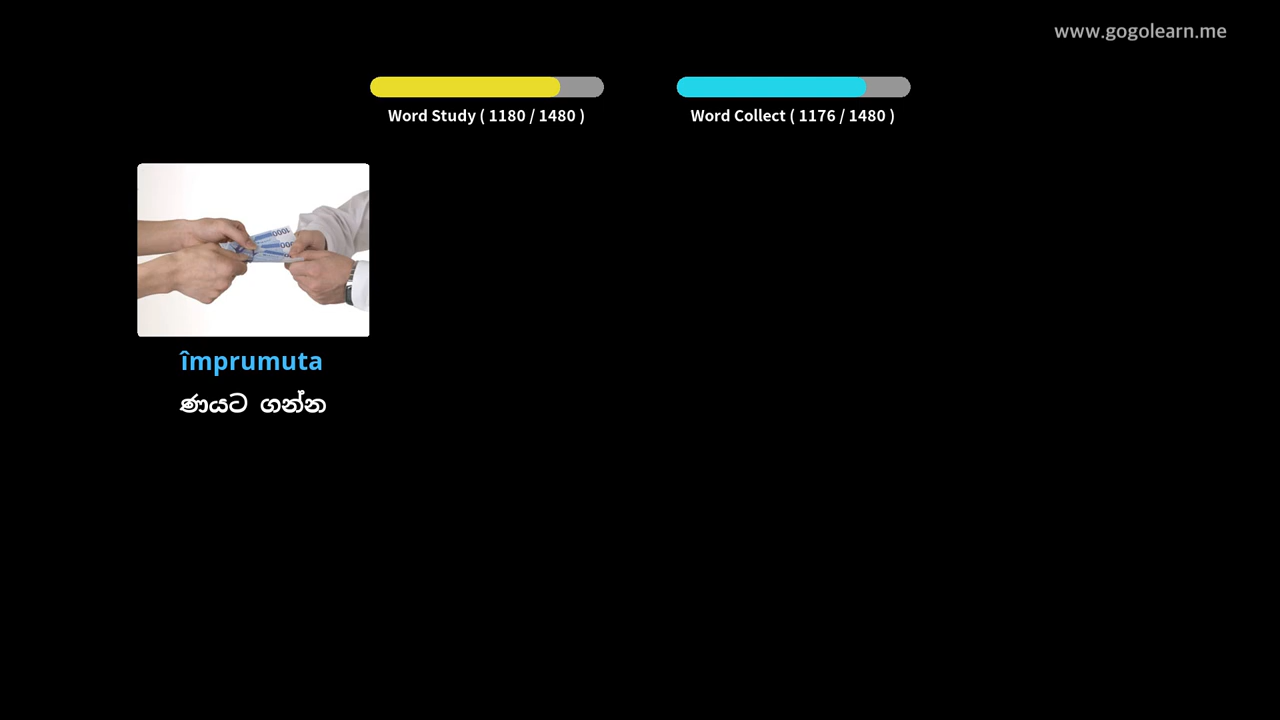 www.gogolearn.me
Word Study ( 1180 / 1480 )
Word Collect ( 1176 / 1480 )
împrumuta
ණයට ගන්න